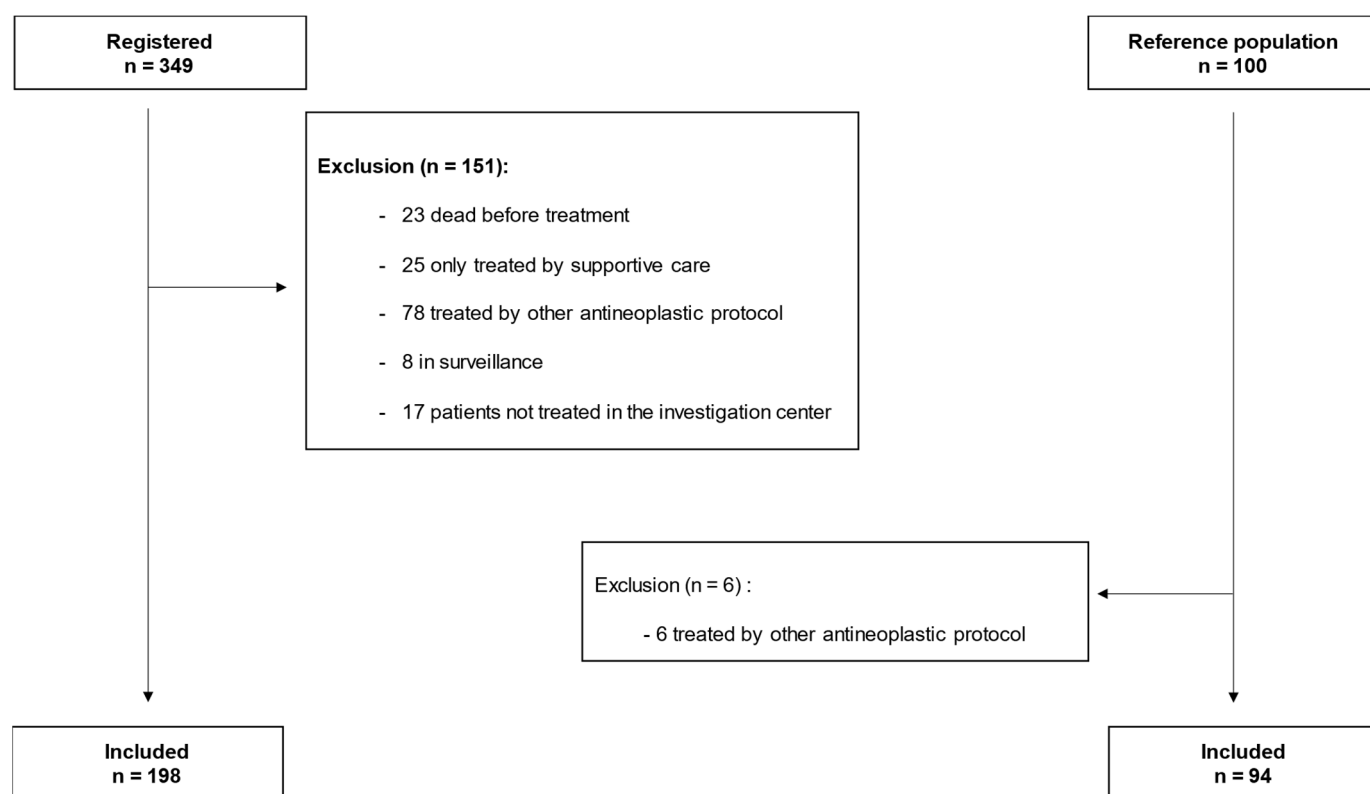 Registered
n = 349
Reference population
n = 100
Exclusion (n = 151):
- 23 dead before treatment
- 25 only treated by supportive care
- 78 treated by other antineoplastic protocol
- 8 in surveillance
- 17 patients not treated in the investigation center
Exclusion (n = 6) :
- 6 treated by other antineoplastic protocol
Included
n = 198
Included
n = 94